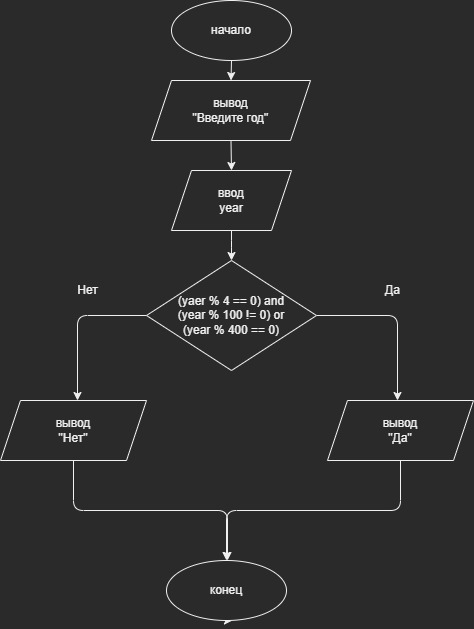 начало
вывод
"Введите год"
ввод
year
Нет
Да
(yaer % 4 == 0) and
(year % 100 != 0) or
(year % 400 == 0)
вывод
"Нет"
вывод
"Да"
конец